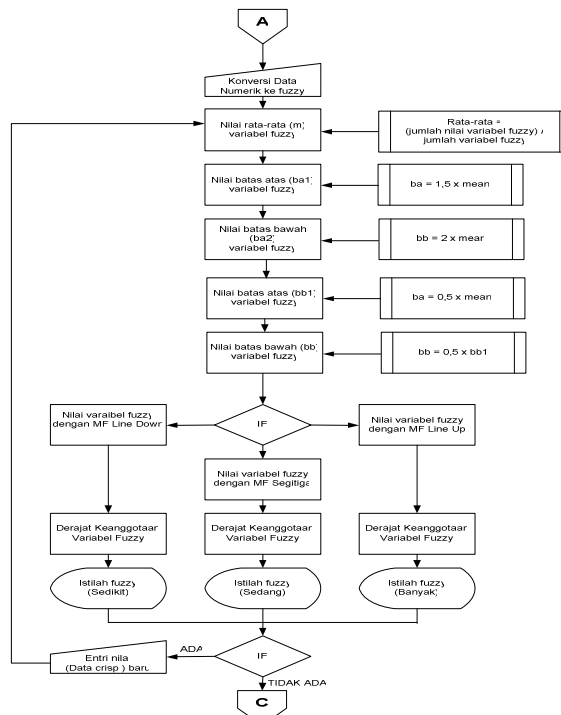 A
Konversi Data
Numerik ke fuzzy
Nilai rata-rata (m)
variabel fuzzy
Rata-rata =
(jumlah nilai variabel fuzzy) /
jumlah variabel fuzzy
Nilai batas atas (ba1)
variabel fuzzy
ba = 1,5 x mean
Nilai batas bawah
(ba2)
variabel fuzzy
bb = 2 x mean
Nilai batas atas (bb1)
variabel fuzzy
ba = 0,5 x mean
Nilai batas bawah (bb)
variabel fuzzy
bb = 0,5 x bb1
IF
Nilai varaibel fuzzy
dengan MF Line Down
Nilai variabel fuzzy
dengan MF Line Up
Nilai variabel fuzzy
dengan MF Segitiga
Derajat Keanggotaan
Variabel Fuzzy
Derajat Keanggotaan
Variabel Fuzzy
Derajat Keanggotaan
Variabel Fuzzy
Istilah fuzzy
(Sedikit)
Istilah fuzzy
(Sedang)
Istilah fuzzy
(Banyak)
Entri nilai
(Data crisp ) baru
ADA
IF
TIDAK ADA
C